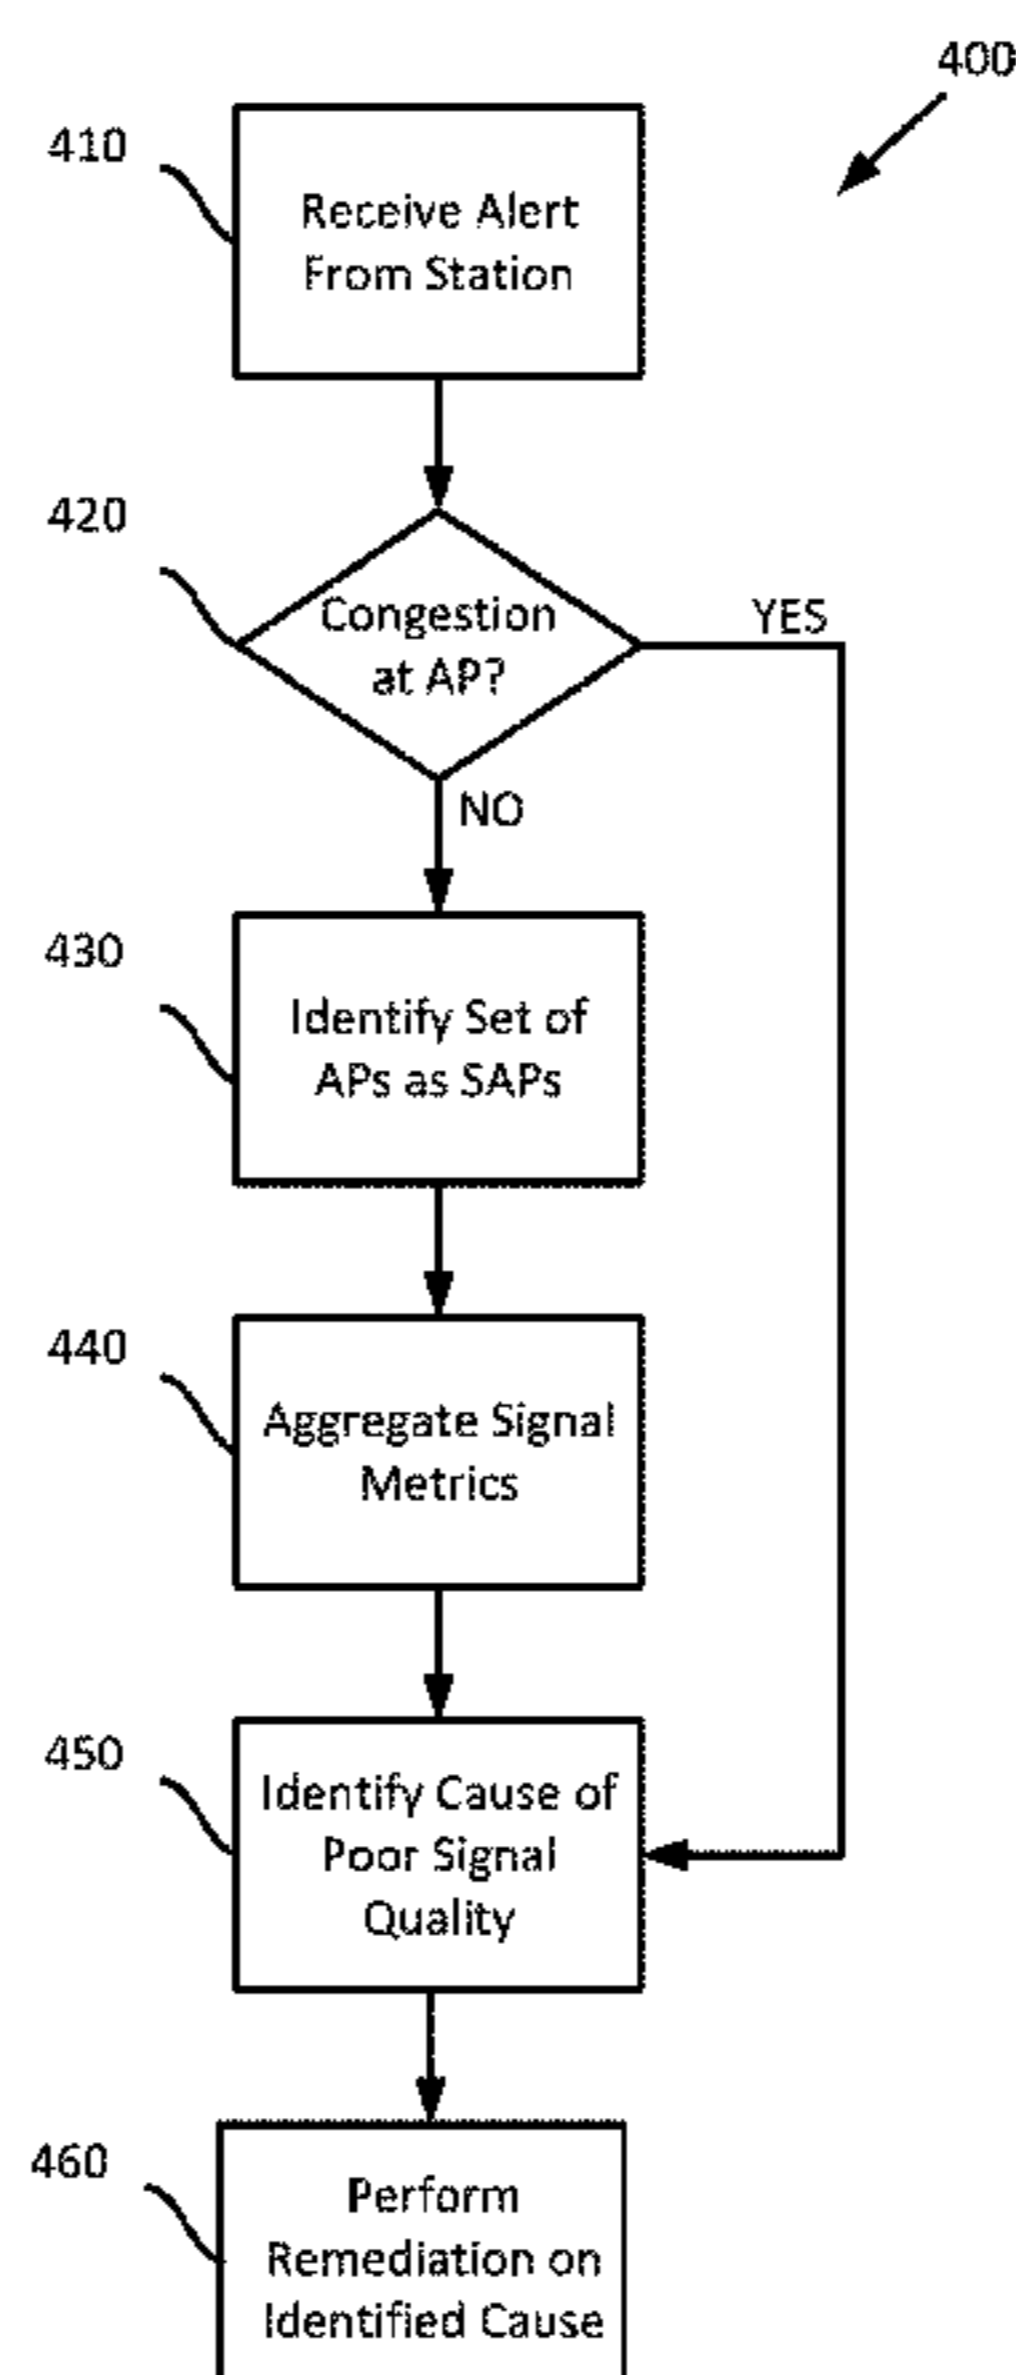 400
410
Receive Alert
From Station
420
Congestion
at AP?
YES
NO
430
Identify Set of
APs as SAPs
440
Aggregate Signal
Metrics
450
Identify Cause of
Poor Signal
Quality
460
Perform
Remediation on
Identified Cause